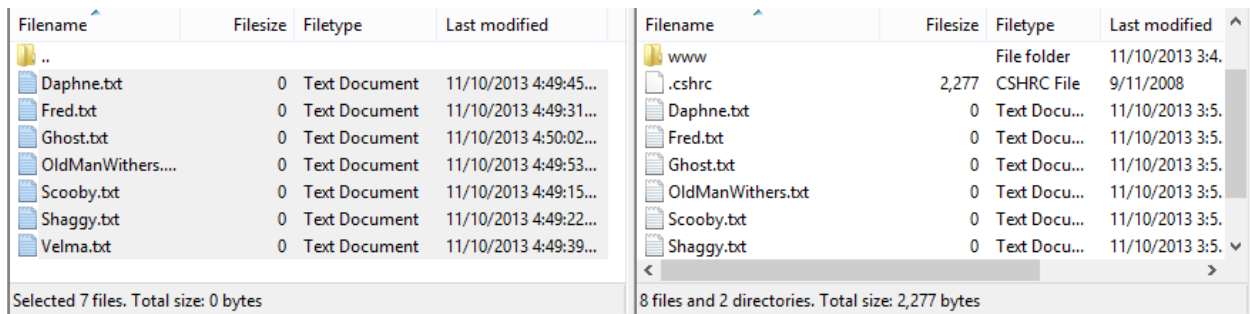 Filename Filesize Filetype Last modified
..
Daphne.txt 0 Text Document 11/10/2013 4:49:45...
Fred.txt 0 Text Document 11/10/2013 4:49:31...
Ghost.txt 0 Text Document 11/10/2013 4:50:02...
OldManWithers.... 0 Text Document 11/10/2013 4:49:53...
Scooby.txt 0 Text Document 11/10/2013 4:49:15...
Shaggy.txt 0 Text Document 11/10/2013 4:49:22...
Velma.txt 0 Text Document 11/10/2013 4:49:39...
Selected 7 files. Total size: 0 bytes
Filename Filesize Filetype Last modified
www File folder 11/10/2013 3:4.
.cshrc 2,277 CSHRC File 9/11/2008
Daphne.txt 0 Text Docu... 11/10/2013 3:5.
Fred.txt 0 Text Docu... 11/10/2013 3:5.
Ghost.txt 0 Text Docu... 11/10/2013 3:5.
OldManWithers.txt 0 Text Docu... 11/10/2013 3:5.
Scooby.txt 0 Text Docu... 11/10/2013 3:5.
Shaggy.txt 0 Text Docu... 11/10/2013 3:5.
8 files and 2 directories. Total size: 2,277 bytes